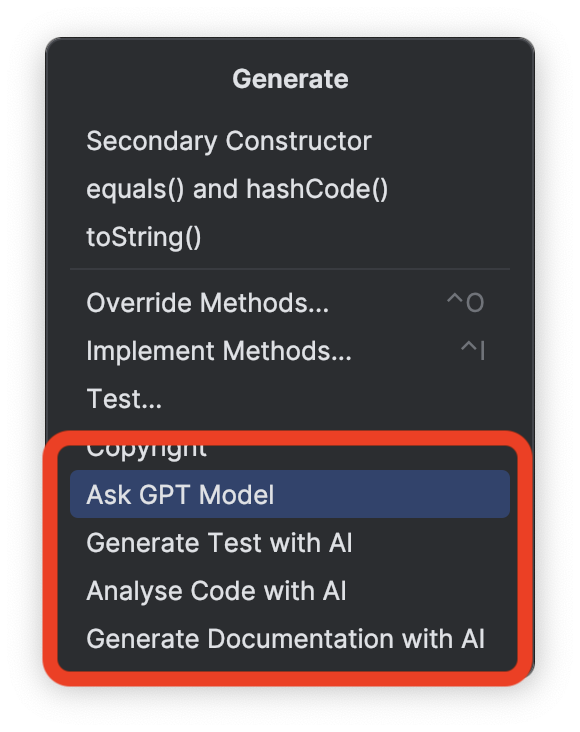 Generate
Secondary Constructor
equals() and hashCode()
toString()
Override Methods... ^O
Implement Methods... ^I
Test...
Copyright
Ask GPT Model
Generate Test with AI
Analyse Code with AI
Generate Documentation with AI